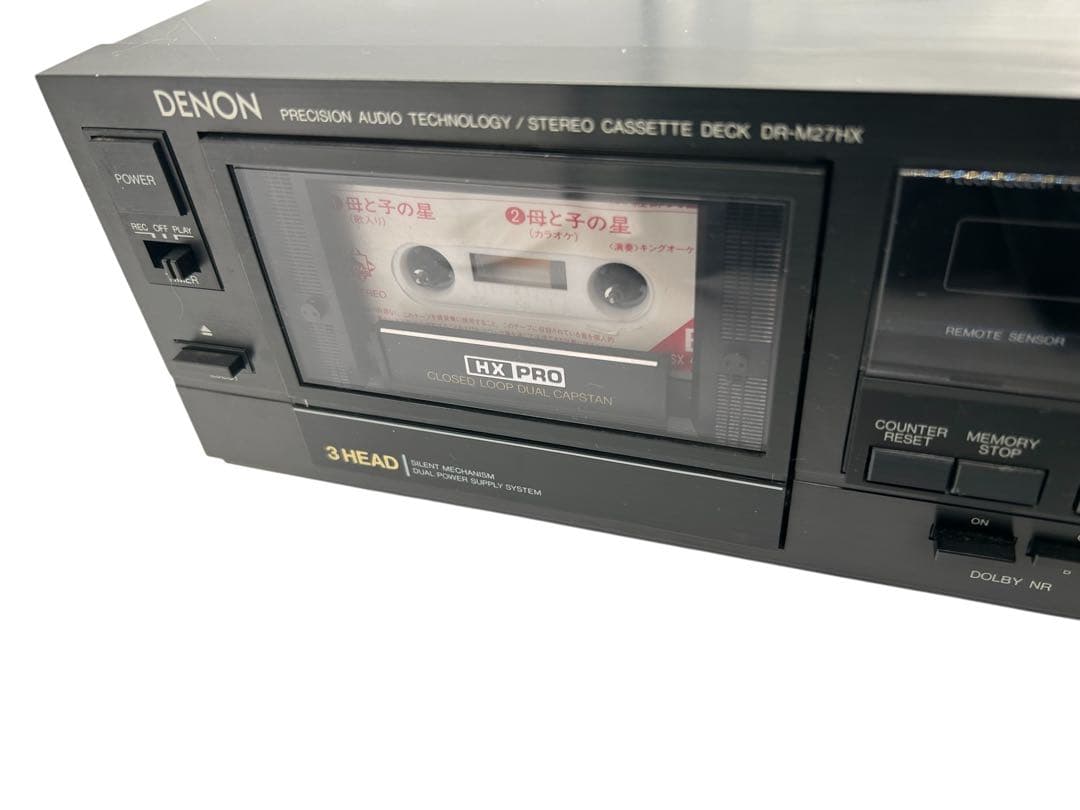 DENON PRECISION AUDIO TECHNOLOGY / STEREO CASSETTE DECK DR-M27HX
POWER
REC OFF PLAY
TIMER
母と子の星
(歌入り)
❷母と子の星
(カラオケ)
〈演奏〉キングオーケ
HX PRO
CLOSED LOOP DUAL CAPSTAN
3 HEAD
SILENT MECHANISM
DUAL POWER SUPPLY SYSTEM
REMOTE SENSOR
COUNTER
RESET
MEMORY
STOP
ON
DOLBY NR